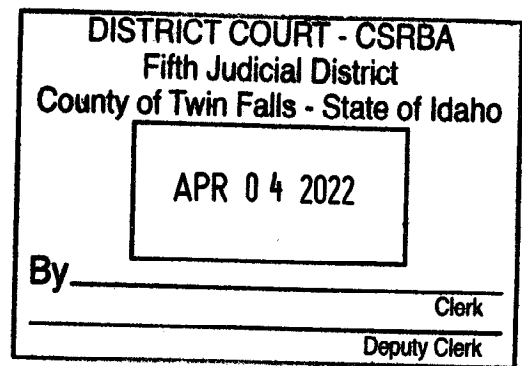 DISTRICT COURT - CSRBA
Fifth Judicial District
County of Twin Falls - State of Idaho
APR 04 2022
By
Clerk
Deputy Clerk